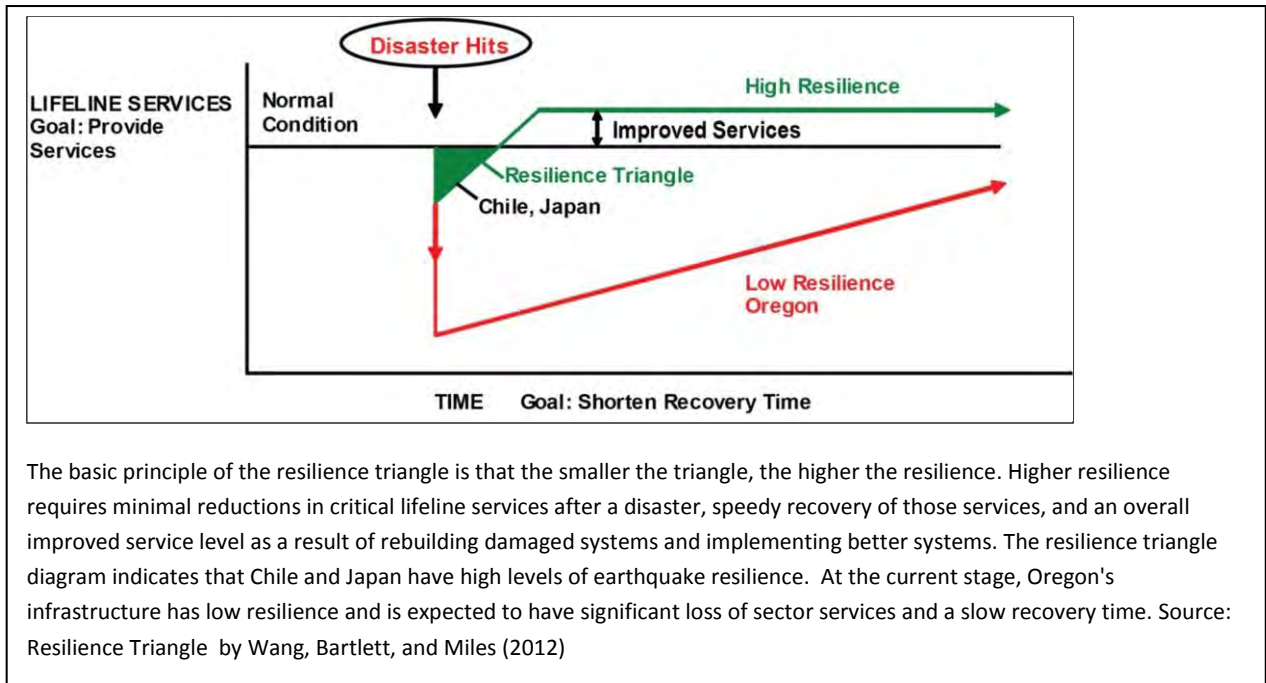 Disaster Hits
LIFELINE SERVICES
Goal: Provide
Services
Normal
Condition
High Resilience
Improved Services
Resilience Triangle
Chile, Japan
Low Resilience
Oregon
TIME Goal: Shorten Recovery Time
The basic principle of the resilience triangle is that the smaller the triangle, the higher the resilience. Higher resilience
requires minimal reductions in critical lifeline services after a disaster, speedy recovery of those services, and an overall
improved service level as a result of rebuilding damaged systems and implementing better systems. The resilience triangle
diagram indicates that Chile and Japan have high levels of earthquake resilience.  At the current stage, Oregon's
infrastructure has low resilience and is expected to have significant loss of sector services and a slow recovery time. Source:
Resilience Triangle  by Wang, Bartlett, and Miles (2012)